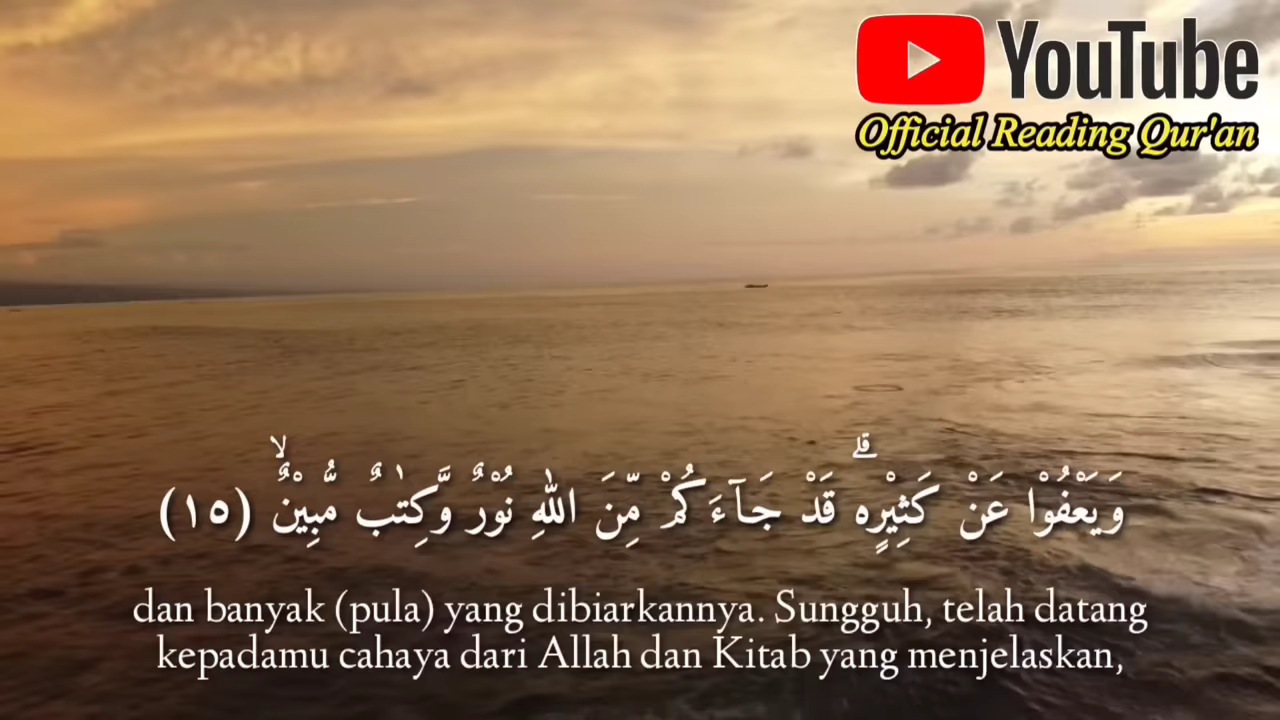 YouTube
Official Reading Qur'an
وَيَعْفُوْا عَنْ كَثِيْرٍەۗ قَدْ جَاۤءَكُمْ مِّنَ اللّٰهِ نُوْرٌ وَّكِتٰبٌ مُّبِيْنٌۙ (١٥)
dan banyak (pula) yang dibiarkannya. Sungguh, telah datang
kepadamu cahaya dari Allah dan Kitab yang menjelaskan,